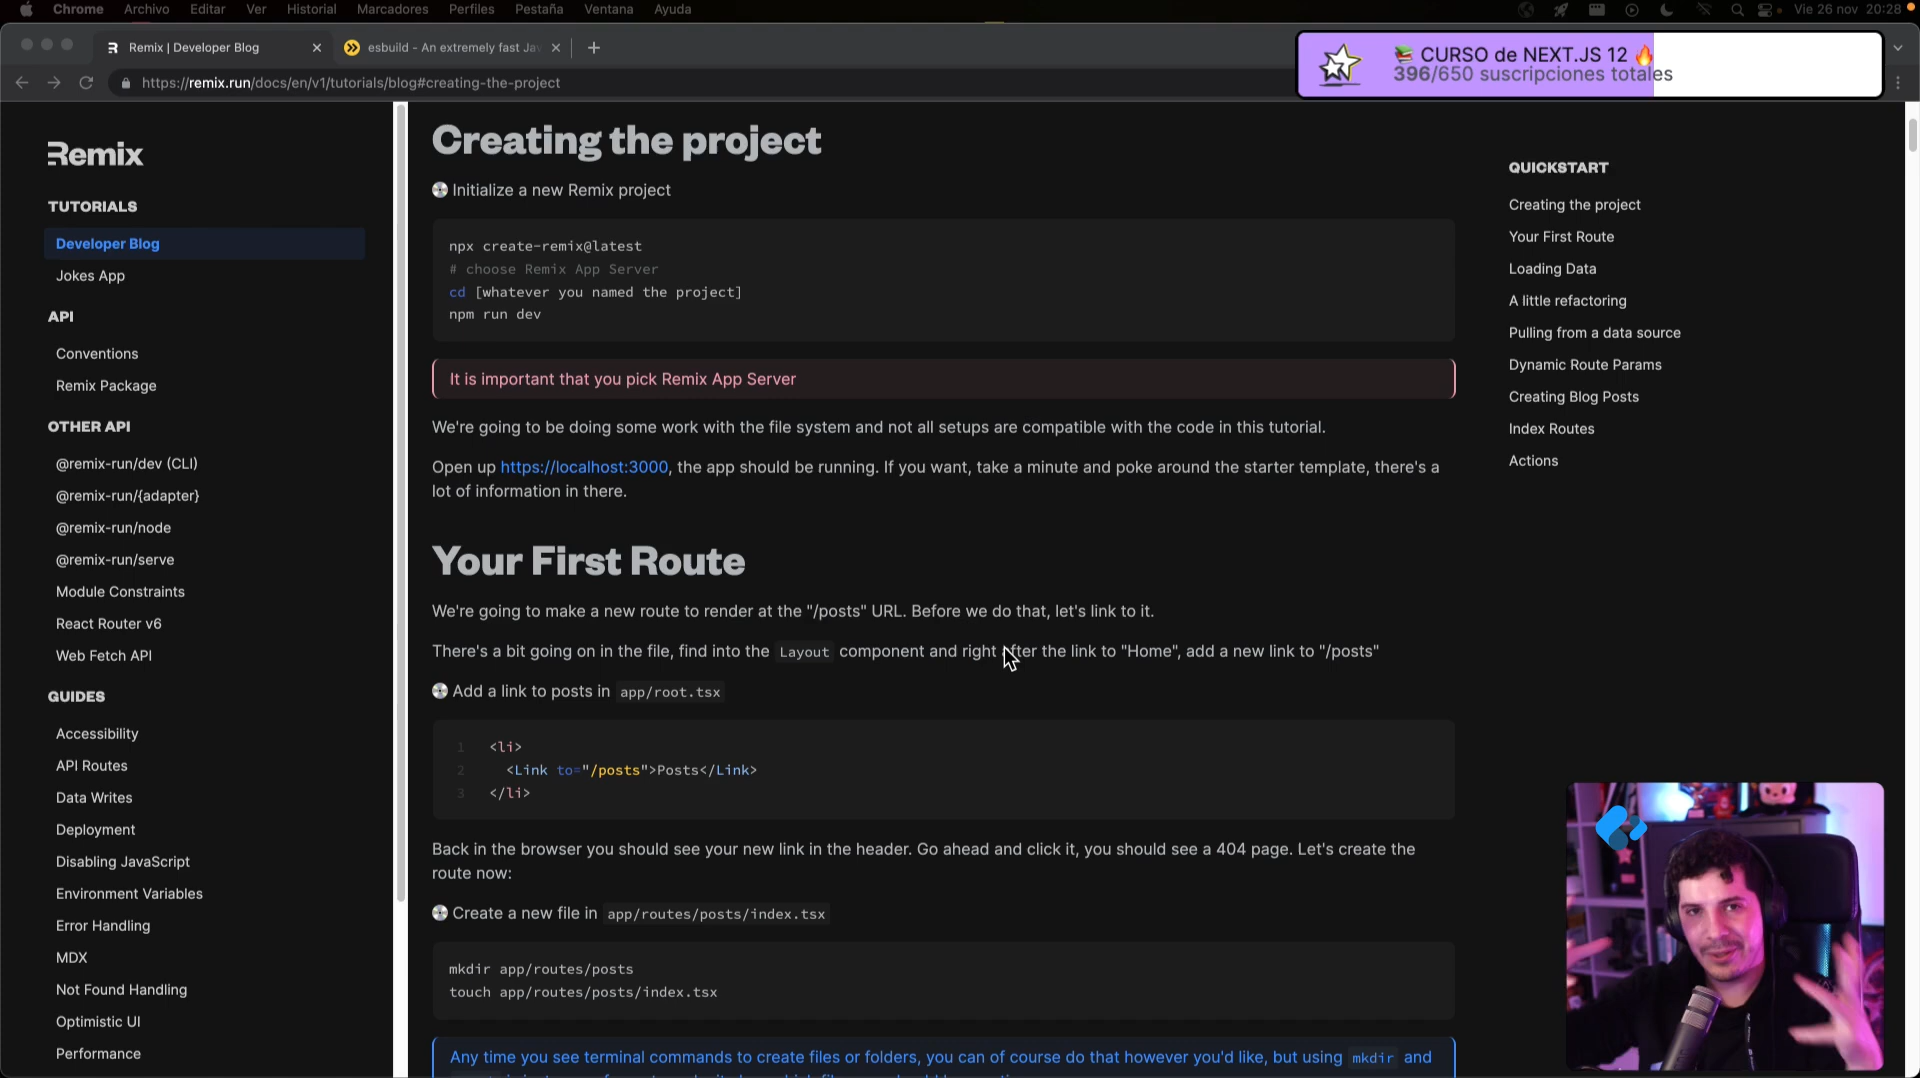 Chrome Archivo Editar Ver Historial Marcadores Perfiles Pestaña Ventana Ayuda
Vie 26 nov 20:28
Remix | Developer Blog
esbuild - An extremely fast Ja
https://remix.run/docs/en/v1/tutorials/blog#creating-the-project
📚 CURSO de NEXT.JS 12 🔥
396/650 suscripciones totales
Remix
TUTORIALS
Developer Blog
Jokes App
API
Conventions
Remix Package
OTHER API
@remix-run/dev (CLI)
@remix-run/{adapter}
@remix-run/node
@remix-run/serve
Module Constraints
React Router v6
Web Fetch API
GUIDES
Accessibility
API Routes
Data Writes
Deployment
Disabling JavaScript
Environment Variables
Error Handling
MDX
Not Found Handling
Optimistic UI
Performance
Creating the project
💿 Initialize a new Remix project
npx create-remix@latest
# choose Remix App Server
cd [whatever you named the project]
npm run dev
It is important that you pick Remix App Server
We're going to be doing some work with the file system and not all setups are compatible with the code in this tutorial.
Open up https://localhost:3000, the app should be running. If you want, take a minute and poke around the starter template, there's a
lot of information in there.
Your First Route
We're going to make a new route to render at the "/posts" URL. Before we do that, let's link to it.
There's a bit going on in the file, find into the Layout component and right after the link to "Home", add a new link to "/posts"
💿 Add a link to posts in app/root.tsx
1 <li>
2 <Link to="/posts">Posts</Link>
3 </li>
Back in the browser you should see your new link in the header. Go ahead and click it, you should see a 404 page. Let's create the
route now:
💿 Create a new file in app/routes/posts/index.tsx
mkdir app/routes/posts
touch app/routes/posts/index.tsx
Any time you see terminal commands to create files or folders, you can of course do that however you'd like, but using mkdir and
QUICKSTART
Creating the project
Your First Route
Loading Data
A little refactoring
Pulling from a data source
Dynamic Route Params
Creating Blog Posts
Index Routes
Actions